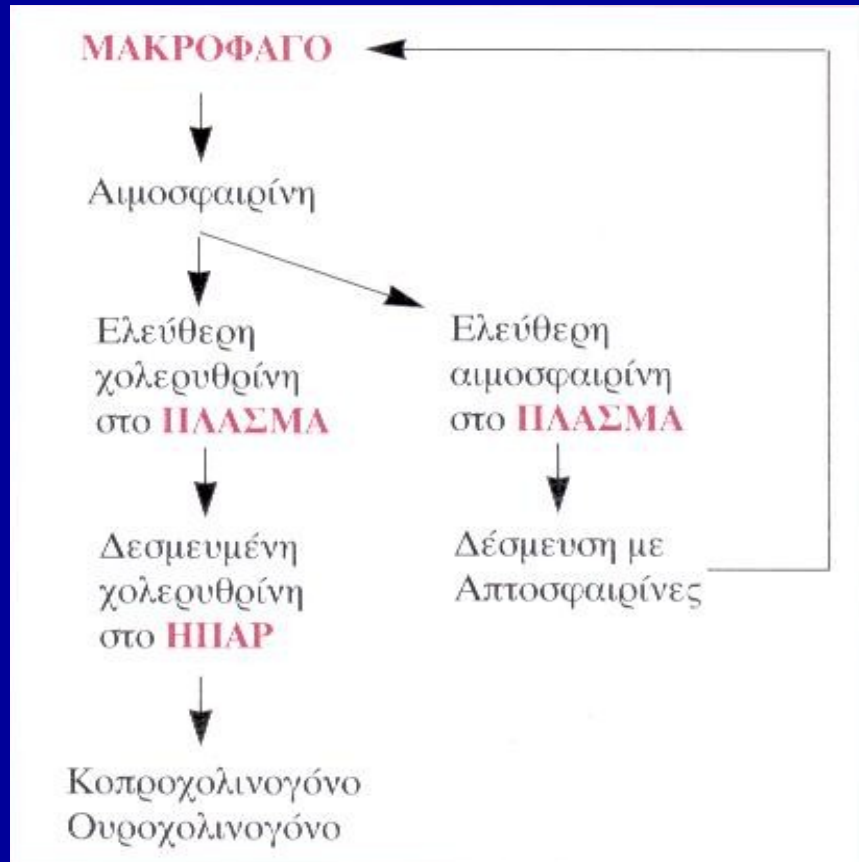 ΜΑΚΡΟΦΑΓΟ
Αιμοσφαιρίνη
Ελεύθερη
χολερυθρίνη
στο ΠΛΑΣΜΑ
Ελεύθερη
αιμοσφαιρίνη
στο ΠΛΑΣΜΑ
Δεσμευμένη
χολερυθρίνη
στο ΗΠΑΡ
Δέσμευση με
Απτοσφαιρίνες
Κοπροχολινογόνο
Ουροχολινογόνο